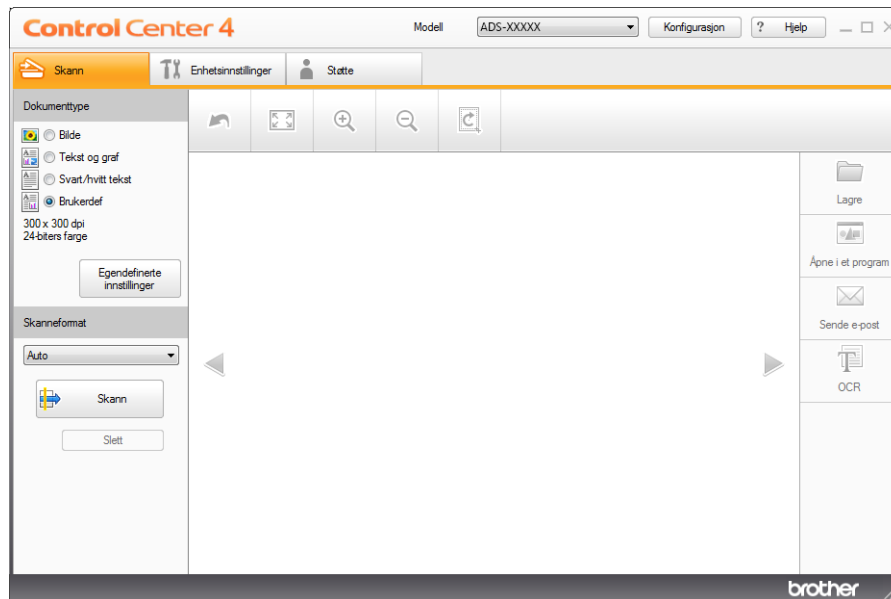 Control Center 4
Modell
ADS-XXXXX
Konfigurasjon
? Hjelp
Skann
Enhetsinnstillinger
Støtte
Dokumenttype
Bilde
Tekst og graf
Svart/hvitt tekst
Brukerdef
300 x 300 dpi
24-biters farge
Egendefinerte
innstillinger
Skanneformat
Auto
Skann
Slett
Lagre
Åpne i et program
Sende e-post
OCR
brother